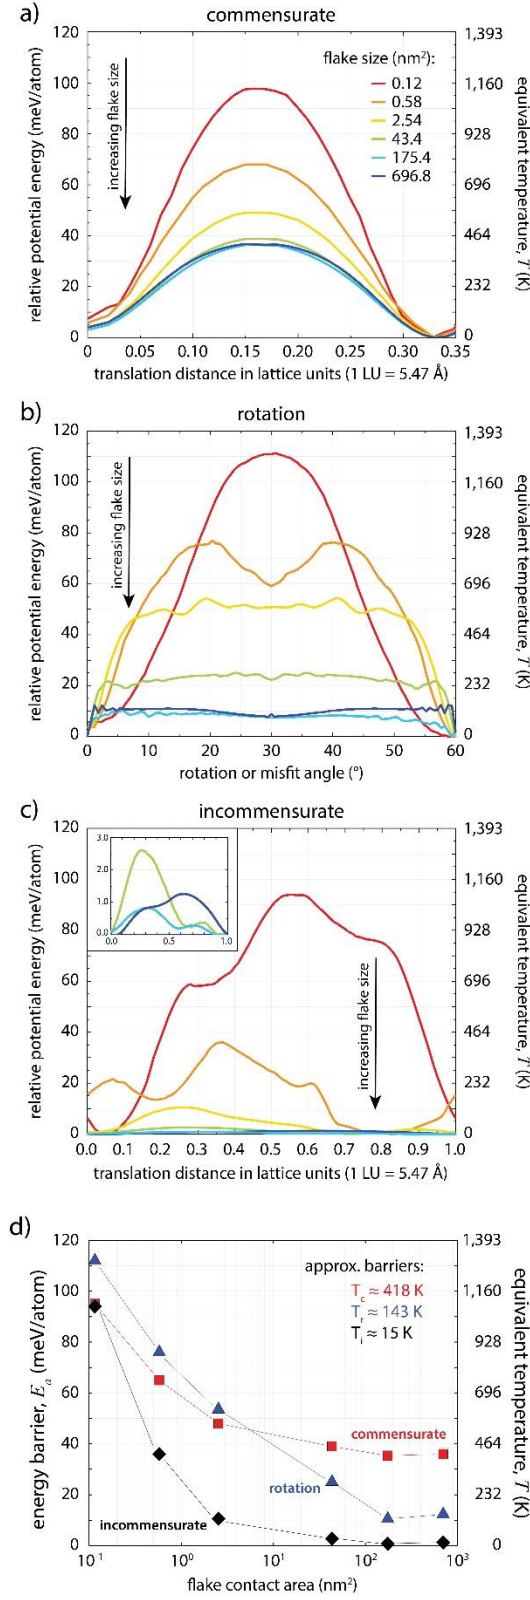 a) commensurate
120 1,393
100 1,160
80 928
60 696
40 464
20 232
0 0
relative potential energy (meV/atom)
equivalent temperature, T (K)
increasing flake size
flake size (nm²):
0.12
0.58
2.54
43.4
175.4
696.8
0 0.05 0.10 0.15 0.20 0.25 0.30 0.35
translation distance in lattice units (1 LU = 5.47 Å)
b) rotation
120 1,393
100 1,160
80 928
60 696
40 464
20 232
0 0
relative potential energy (meV/atom)
equivalent temperature, T (K)
increasing flake size
0 10 20 30 40 50 60
rotation or misfit angle (°)
c) incommensurate
120 1,393
100 1,160
80 928
60 696
40 464
20 232
0 0
relative potential energy (meV/atom)
equivalent temperature, T (K)
3.0
2.0
1.0
0.0
0.0 0.5 1.0
increasing flake size
0.0 0.1 0.2 0.3 0.4 0.5 0.6 0.7 0.8 0.9 1.0
translation distance in lattice units (1 LU = 5.47 Å)
d)
120 1,393
100 1,160
80 928
60 696
40 464
20 232
0 0
energy barrier, Eₐ (meV/atom)
equivalent temperature, T (K)
approx. barriers:
T_c ≈ 418 K
T_r ≈ 143 K
T_i ≈ 15 K
commensurate
rotation
incommensurate
10⁻¹ 10⁰ 10¹ 10² 10³
flake contact area (nm²)